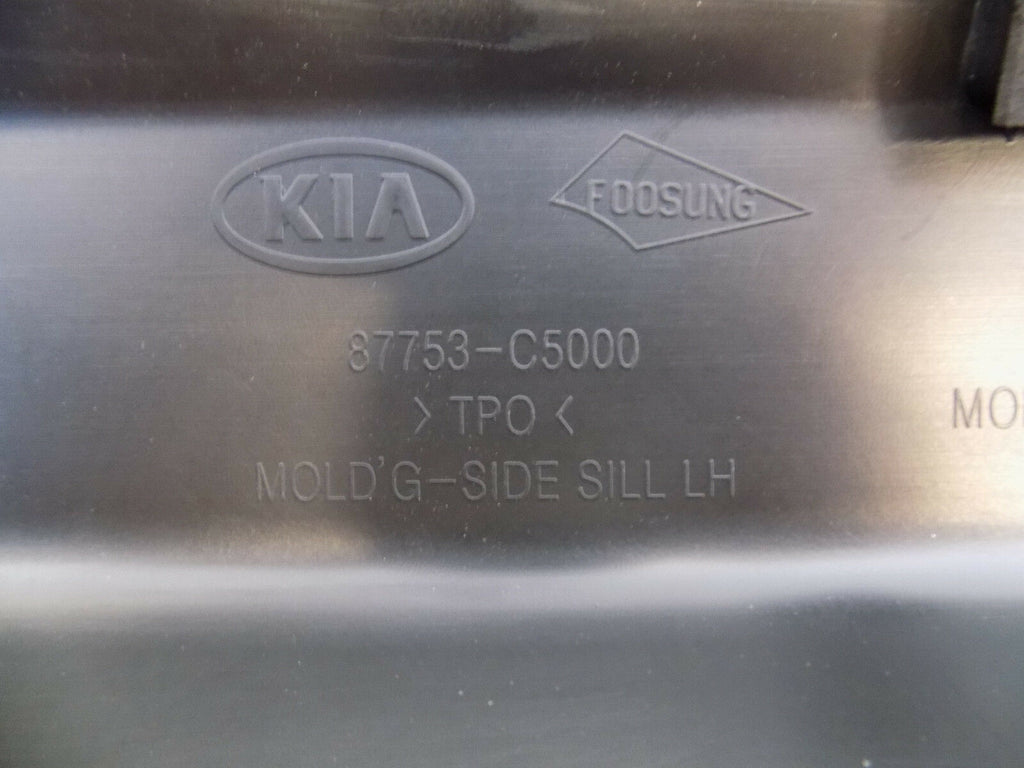 KIA FOOSUNG
87753-C5000
>TPO<
MOLD'G-SIDE SILL LH